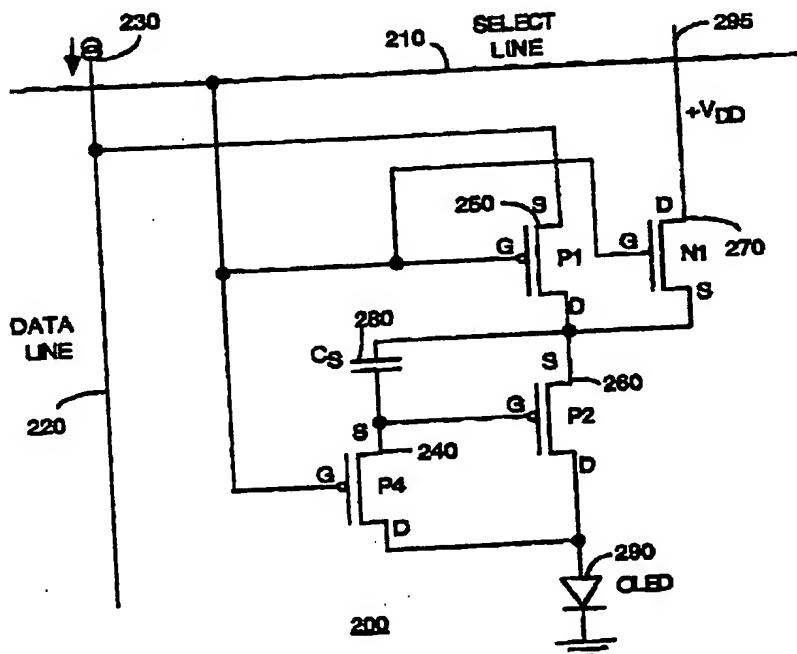 230
SELECT
LINE
210
295
+VDD
S
250
D
G
P1
G
N1
270
D
S
DATA
LINE
280
CS
S
260
G
P2
220
S
240
G
P4
D
D
290
OLED
200